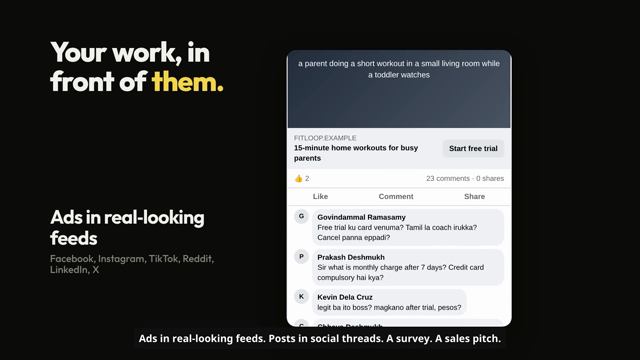 Your work, in
front of them.
Ads in real-looking
feeds
Facebook, Instagram, TikTok, Reddit,
LinkedIn, X
a parent doing a short workout in a small living room while
a toddler watches
FITLOOP.EXAMPLE
15-minute home workouts for busy
parents
Start free trial
👍 2
23 comments · 0 shares
Like Comment Share
G
Govindammal Ramasamy
Free trial ku card venuma? Tamil la coach irukka?
Cancel panna eppadi?
P
Prakash Deshmukh
Sir what is monthly charge after 7 days? Credit card
compulsory hai kya?
K
Kevin Dela Cruz
legit ba ito boss? magkano after trial, pesos?
Ads in real-looking feeds. Posts in social threads. A survey. A sales pitch.